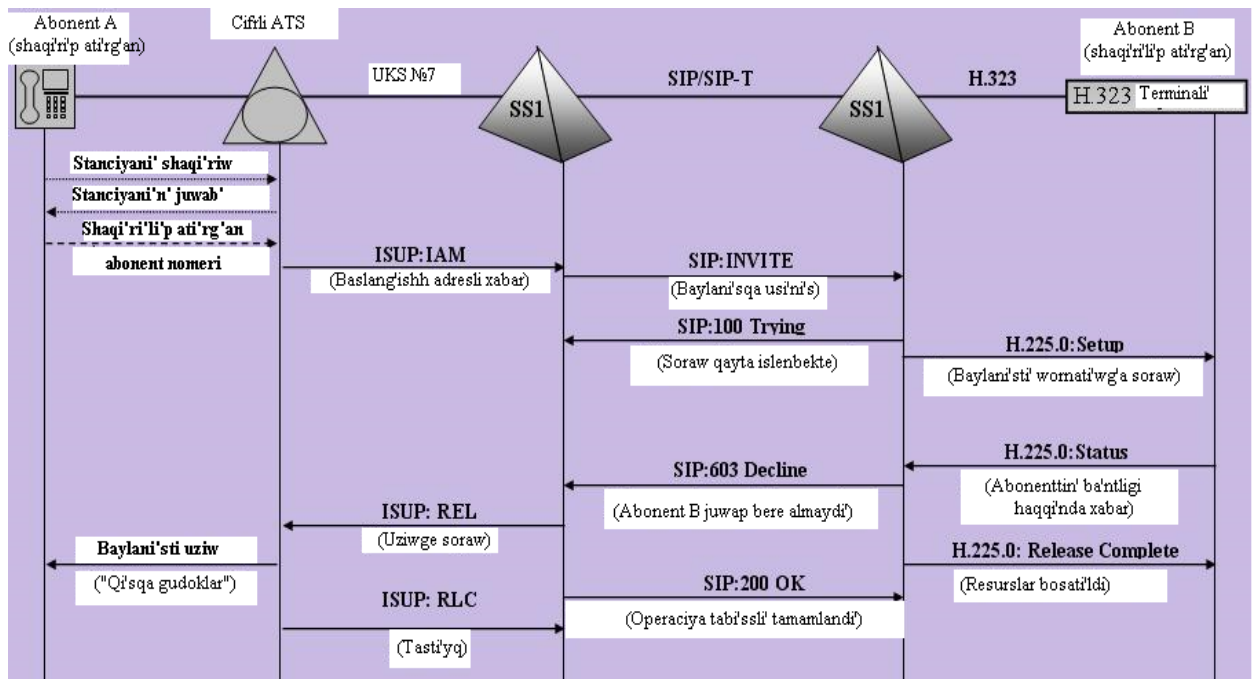 Abonent A
(shaqi'ri'p ati'rg'an)
Cifrli ATS
Abonent B
(shaqi'ri'li'p ati'rg'an)
UKS №7
SIP/SIP-T
H.323
SS1
SS1
H.323 Terminali'
Stanciyani' shaqi'riw
Stanciyani'n' juwab'
Shaqi'ri'li'p ati'rg'an
abonent nomeri
ISUP:IAM
(Baslang'ishh adresli xabar)
SIP:INVITE
(Baylani'sqa usi'ni's)
SIP:100 Trying
(Soraw qayta islenbekte)
H.225.0:Setup
(Baylani'sti' wornati'wg'a soraw)
H.225.0:Status
(Abonenttin' ba'ntligi
haqqi'nda xabar)
SIP:603 Decline
(Abonent B juwap bere almaydi')
ISUP: REL
(Uziwge soraw)
Baylani'sti uziw
("Qi'sqa gudoklar")
H.225.0: Release Complete
(Resurslar bosati'ldi)
SIP:200 OK
(Operaciya tabi'ssli' tamamlandi')
ISUP: RLC
(Tasti'yq)